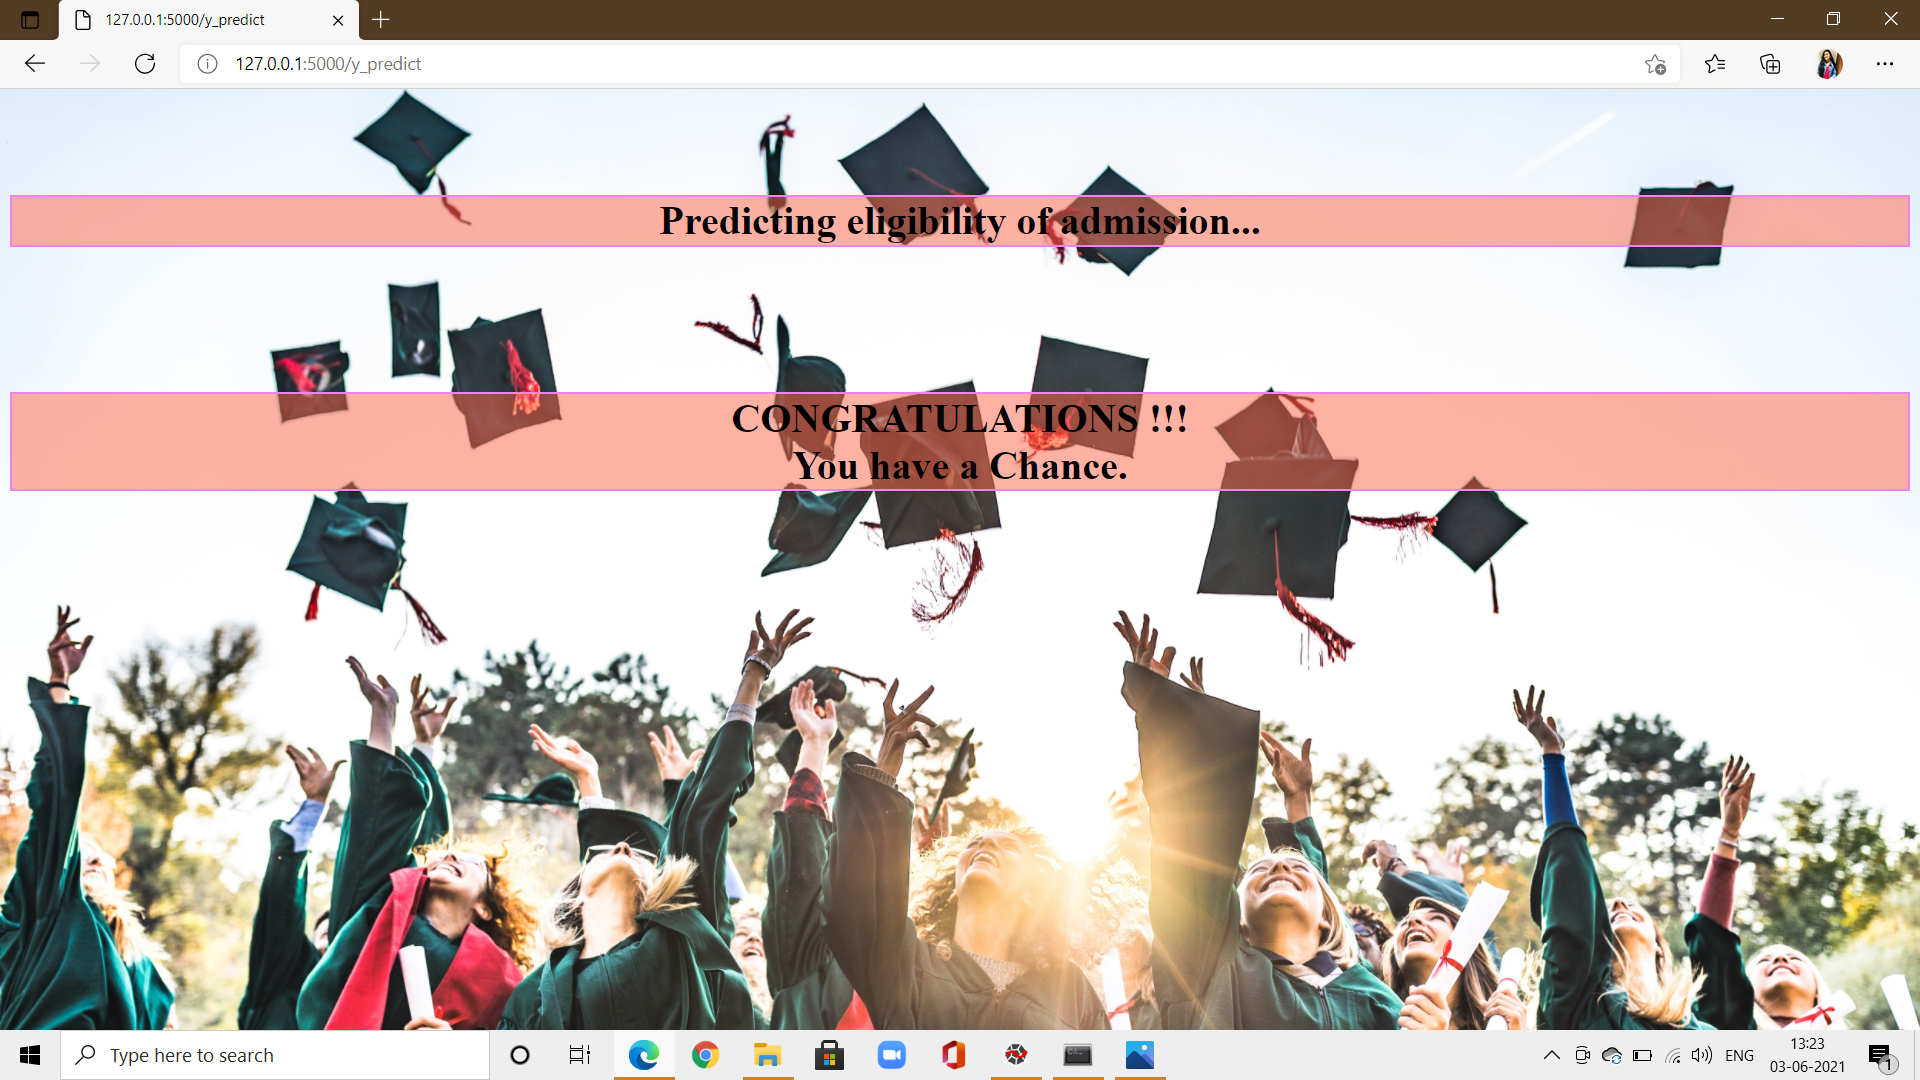 127.0.0.1:5000/y_predict
127.0.0.1:5000/y_predict
Predicting eligibility of admission...
CONGRATULATIONS !!!
You have a Chance.
Type here to search
ENG
13:23
03-06-2021
1